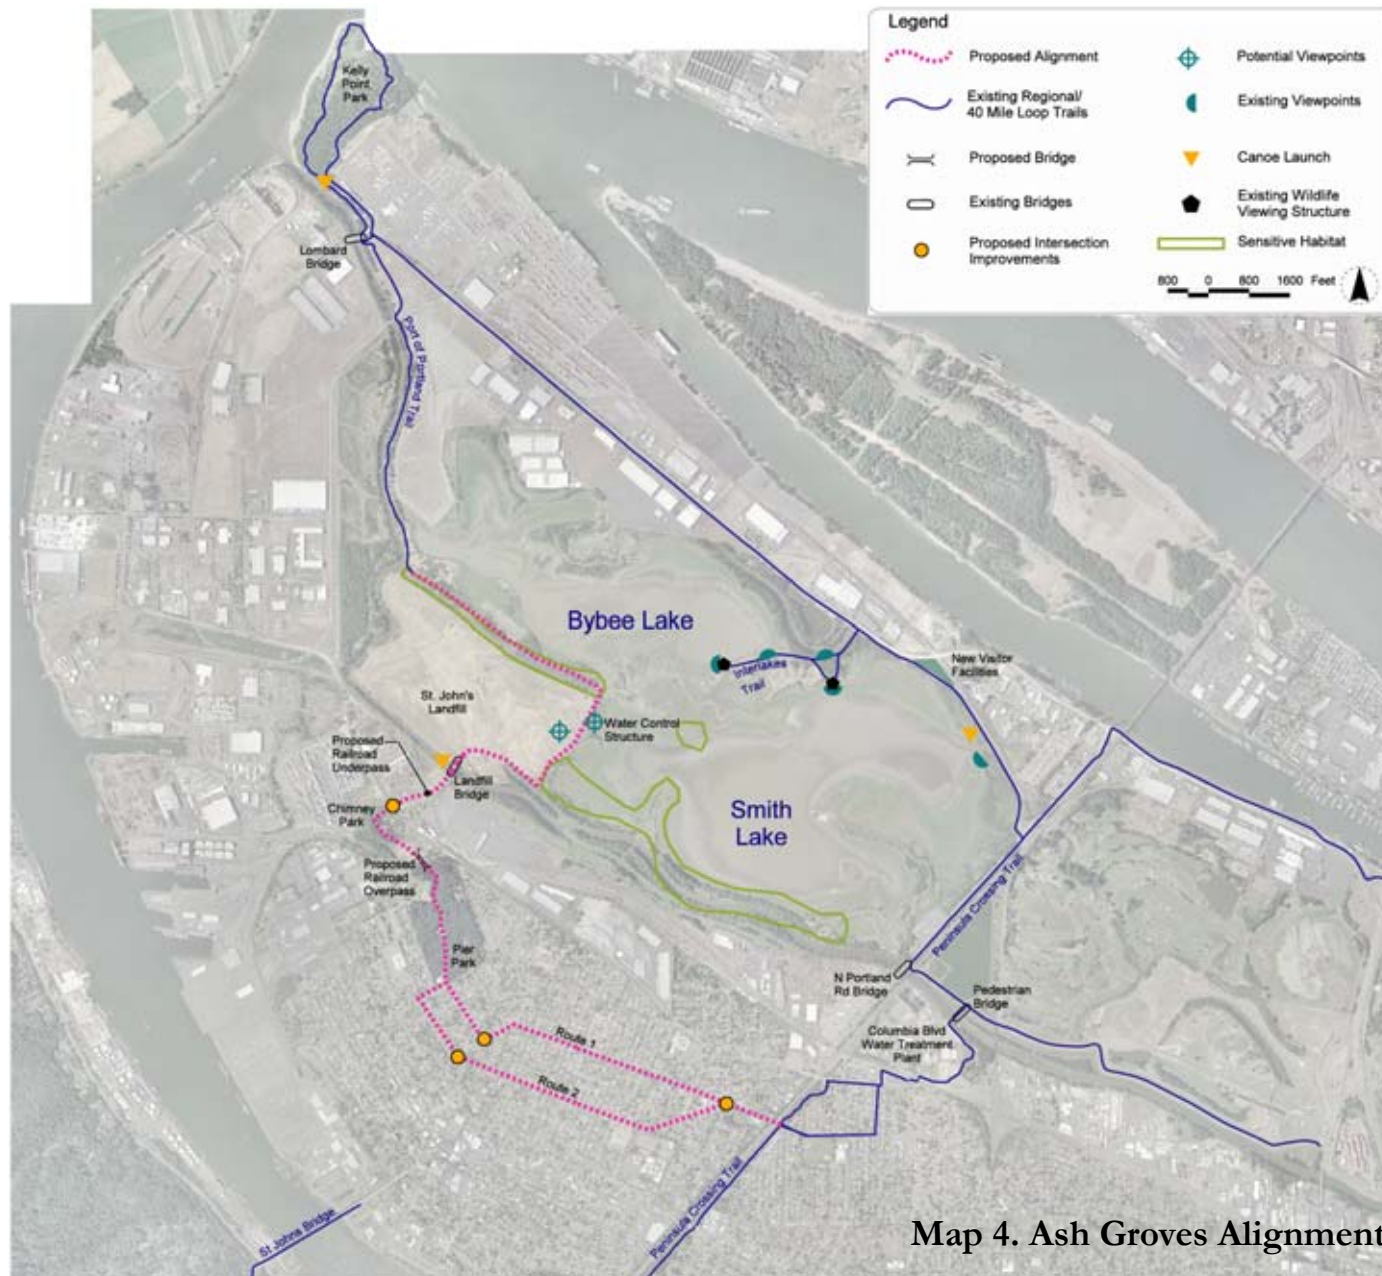 Legend
Proposed Alignment
Existing Regional/
40 Mile Loop Trails
Proposed Bridge
Existing Bridges
Proposed Intersection
Improvements
Potential Viewpoints
Existing Viewpoints
Canoe Launch
Existing Wildlife
Viewing Structure
Sensitive Habitat
800 0 800 1600 Feet
Kelly
Point
Park
Lombard
Bridge
Port of Portland Trail
Bybee Lake
Interlakes
Trail
New Visitor
Facilities
St. John's
Landfill
Water Control
Structure
Proposed
Railroad
Underpass
Landfill
Bridge
Chimney
Park
Smith
Lake
Proposed
Railroad
Overpass
Peninsula Crossing Trail
Pier
Park
N Portland
Rd Bridge
Pedestrian
Bridge
Columbia Blvd
Water Treatment
Plant
Route 1
Route 2
Peninsula Crossing Trail
St Johns Bridge
Map 4. Ash Groves Alignment